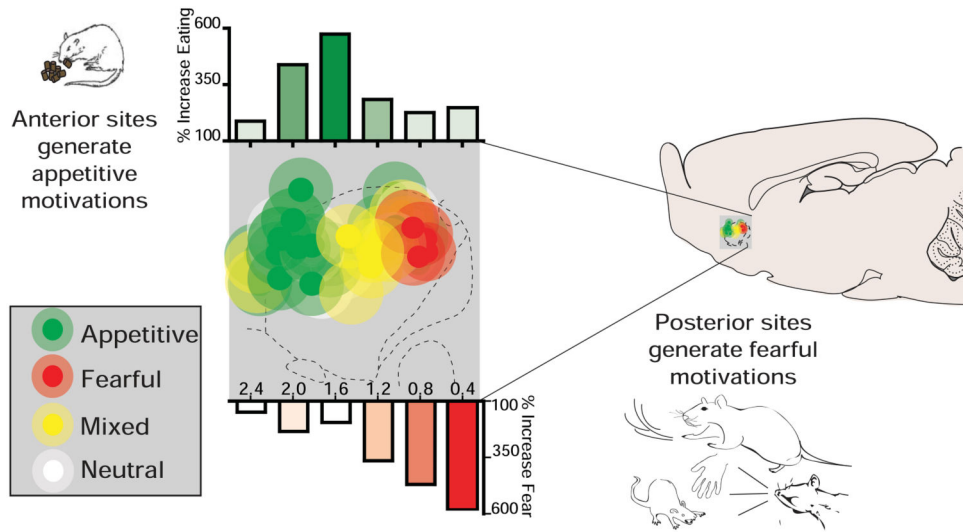 Anterior sites
generate
appetitive
motivations
% Increase Eating
600
350
100
Appetitive
Fearful
Mixed
Neutral
2.4 2.0 1.6 1.2 0.8 0.4
100
350
600
% Increase Fear
Posterior sites
generate fearful
motivations